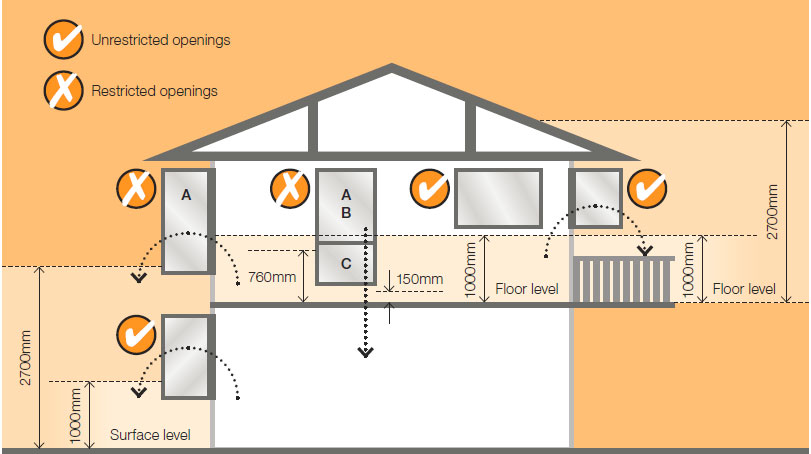 Unrestricted openings
Restricted openings
A
A
B
C
760mm
150mm
1000mm
Floor level
1000mm
Floor level
2700mm
2700mm
1000mm
Surface level